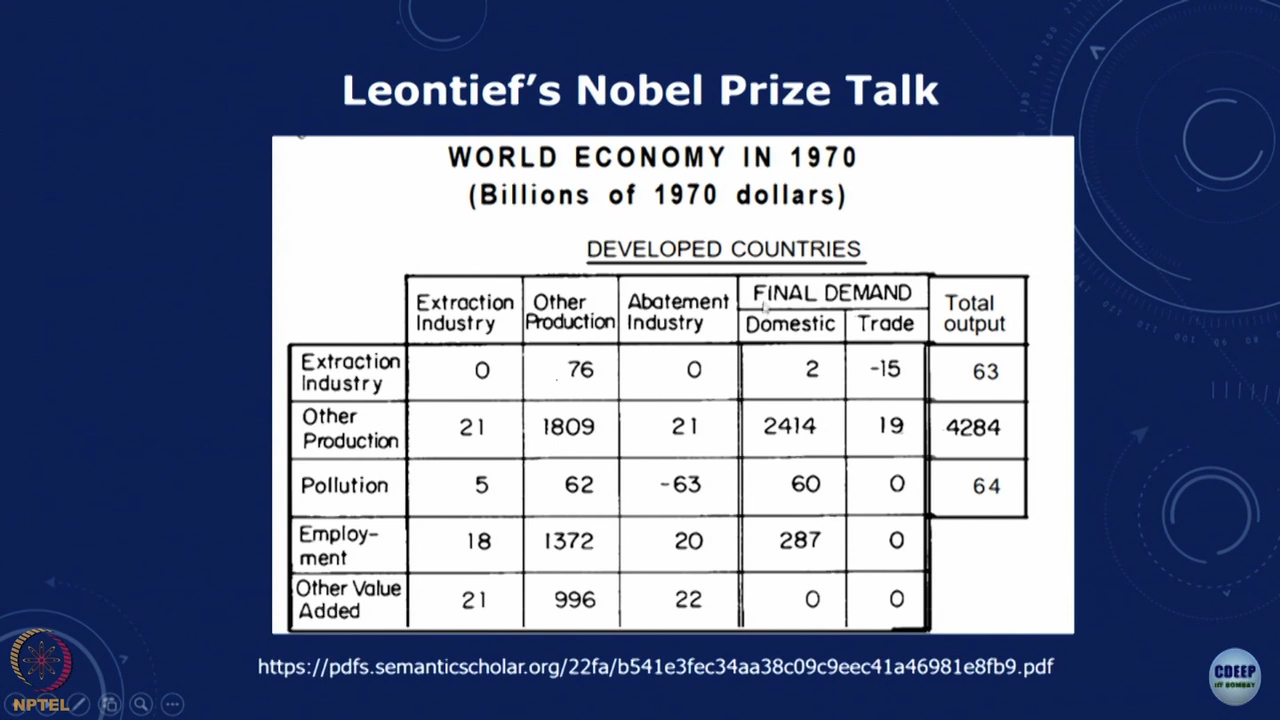 Leontief's Nobel Prize Talk
WORLD ECONOMY IN 1970
(Billions of 1970 dollars)
DEVELOPED COUNTRIES
Extraction Industry Other Production Abatement Industry FINAL DEMAND Domestic Trade Total output
Extraction Industry 0 76 0 2 -15 63
Other Production 21 1809 21 2414 19 4284
Pollution 5 62 -63 60 0 64
Employ-ment 18 1372 20 287 0
Other Value Added 21 996 22 0 0
https://pdfs.semanticscholar.org/22fa/b541e3fec34aa38c09c9eec41a46981e8fb9.pdf
NPTEL
CDEEP
IIT BOMBAY